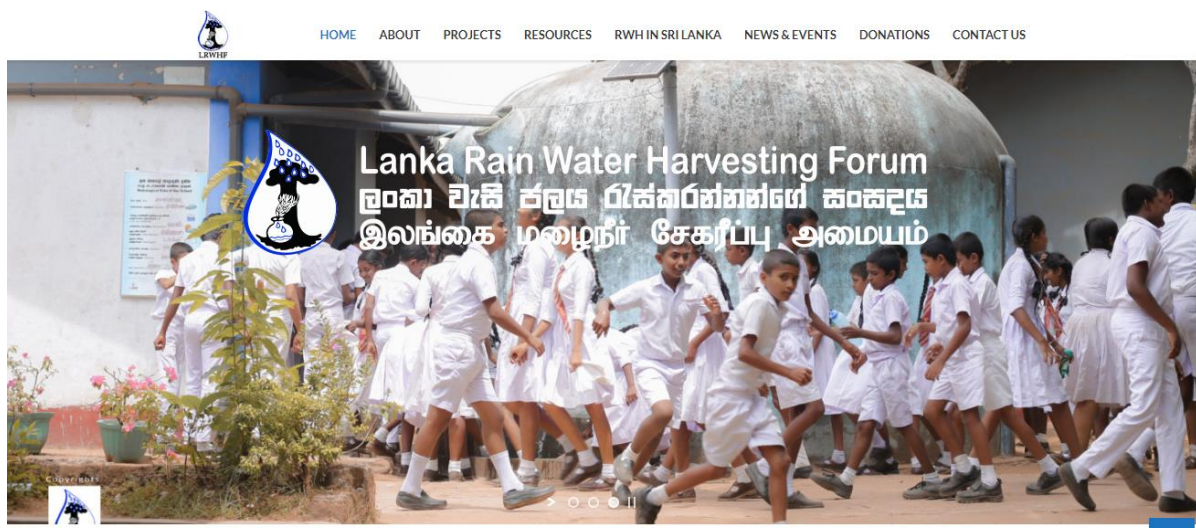 LRWHF
HOME ABOUT PROJECTS RESOURCES RWH IN SRI LANKA NEWS & EVENTS DONATIONS CONTACT US
Lanka Rain Water Harvesting Forum
ලංකා වැසි ජලය රැස්කරන්නන්ගේ සංසදය
இலங்கை மழைநீர் சேகரிப்பு அமையம்
Copyrights